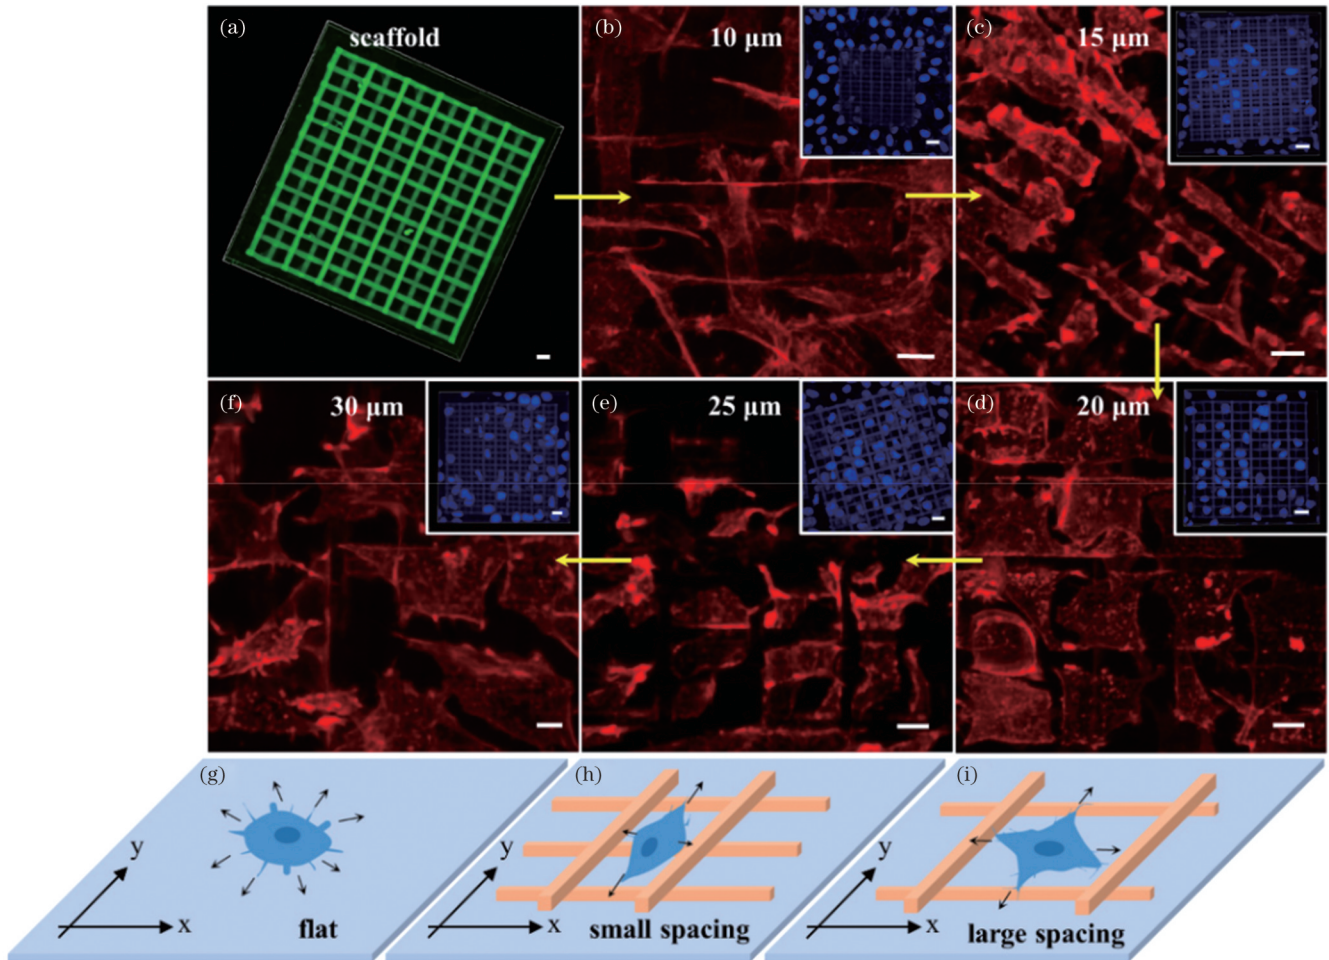 (a)
scaffold
(b)
10 μm
(c)
15 μm
(f)
30 μm
(e)
25 μm
(d)
20 μm
(g)
y
x
flat
(h)
y
x
small spacing
(i)
y
x
large spacing